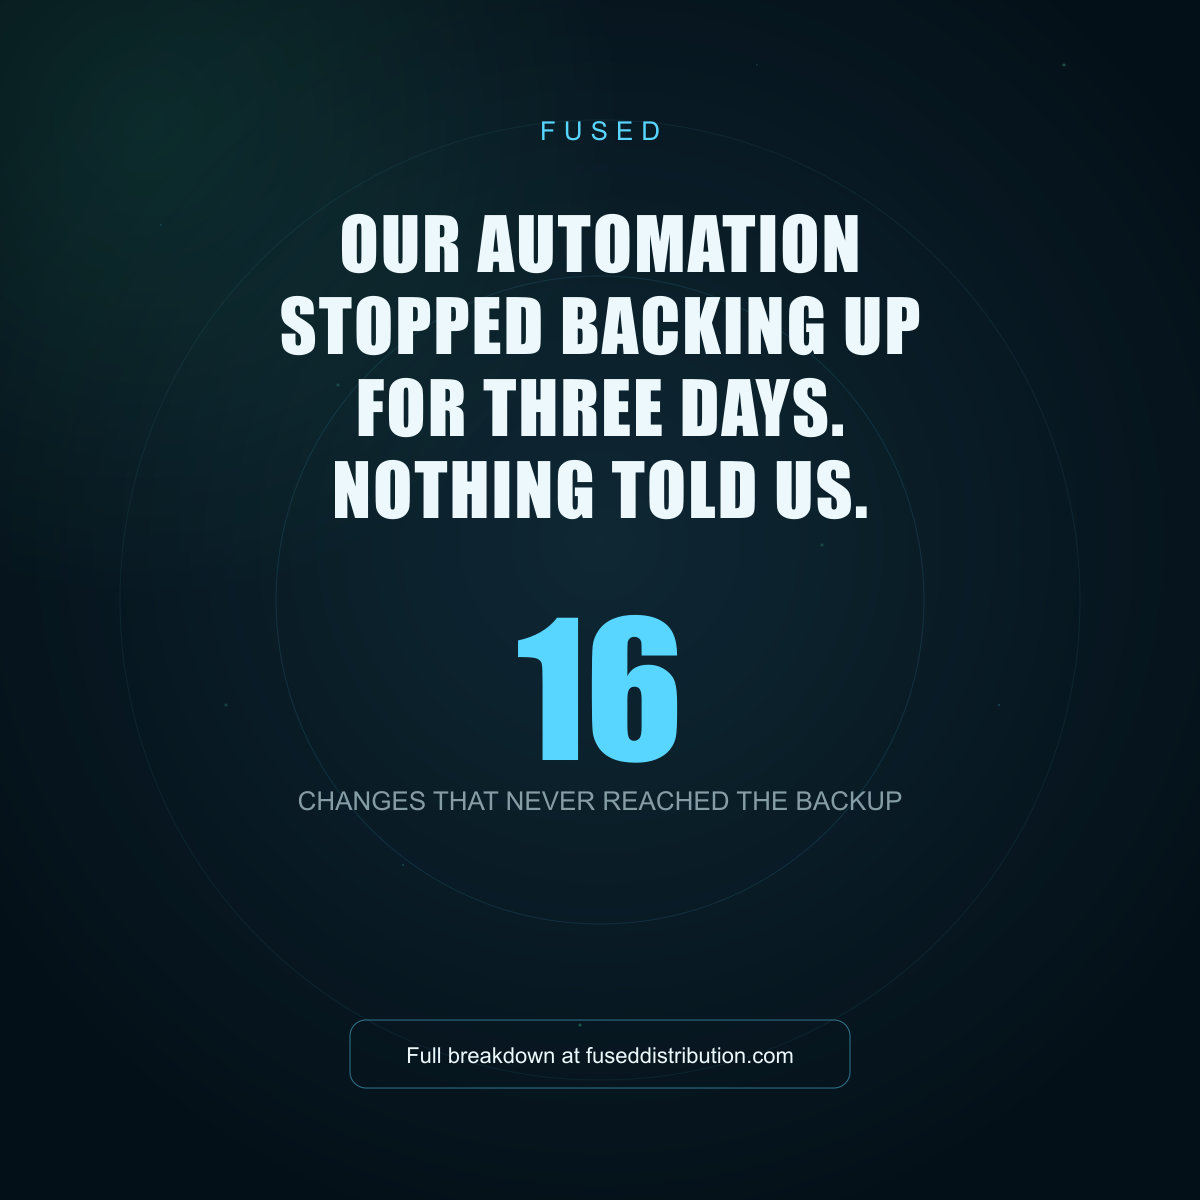 FUSED
OUR AUTOMATION
STOPPED BACKING UP
FOR THREE DAYS.
NOTHING TOLD US.
16
CHANGES THAT NEVER REACHED THE BACKUP
Full breakdown at fuseddistribution.com